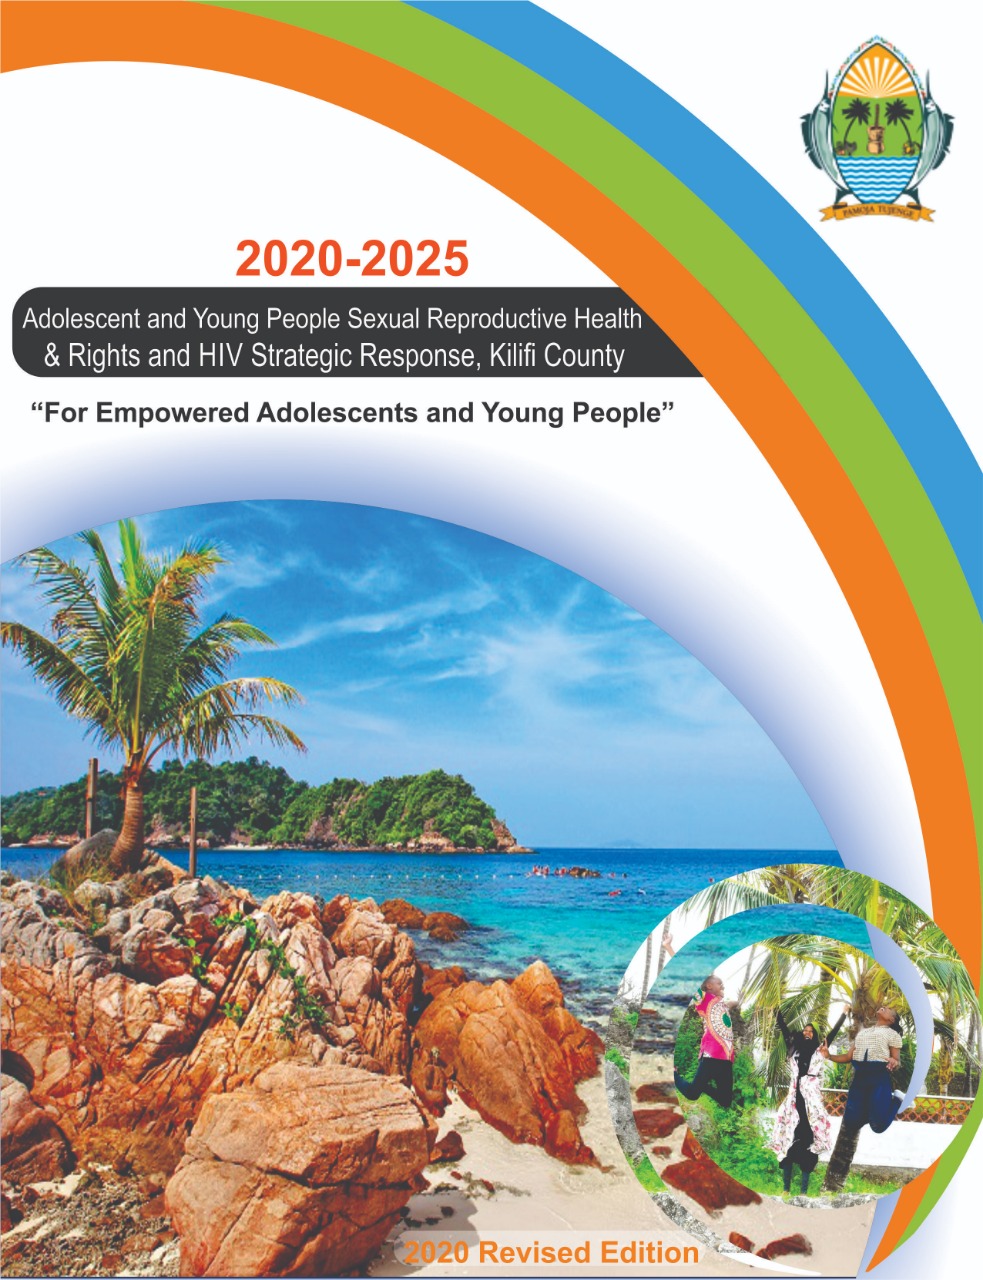 PAMOJA TUJENGE
2020-2025
Adolescent and Young People Sexual Reproductive Health
& Rights and HIV Strategic Response, Kilifi County
“For Empowered Adolescents and Young People”
2020 Revised Edition